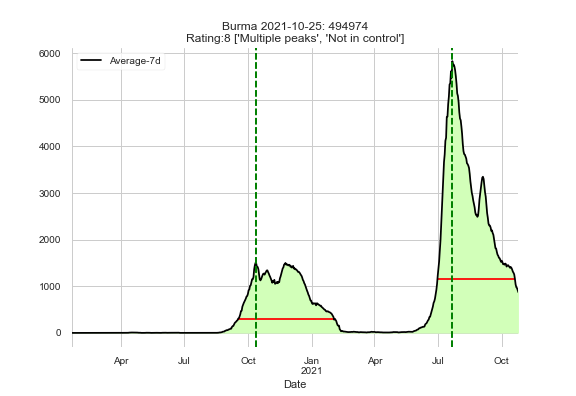 Burma 2021-10-25: 494974
Rating:8 ['Multiple peaks', 'Not in control']
Average-7d
6000
5000
4000
3000
2000
1000
0
Apr Jul Oct Jan Apr Jul Oct
2021
Date